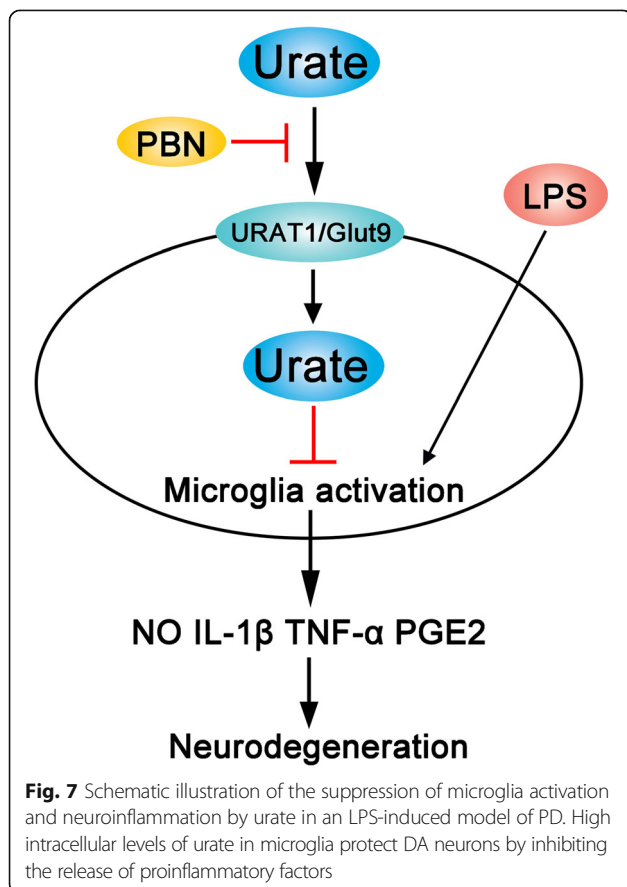 Urate
PBN
LPS
URAT1/Glut9
Urate
Microglia activation
NO IL-1β TNF-α PGE2
Neurodegeneration
Fig. 7 Schematic illustration of the suppression of microglia activation
and neuroinflammation by urate in an LPS-induced model of PD. High
intracellular levels of urate in microglia protect DA neurons by inhibiting
the release of proinflammatory factors